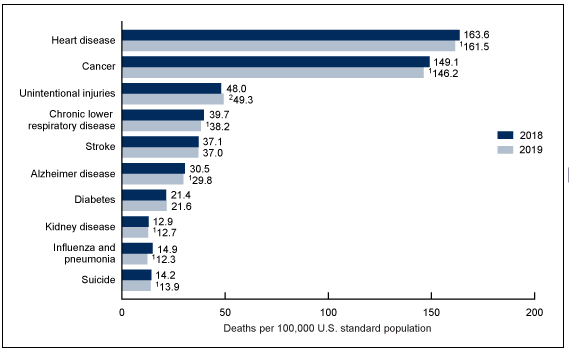 Heart disease
163.6
¹161.5
Cancer
149.1
¹146.2
Unintentional injuries
48.0
²49.3
Chronic lower
respiratory disease
39.7
¹38.2
Stroke
37.1
37.0
Alzheimer disease
30.5
¹29.8
Diabetes
21.4
21.6
Kidney disease
12.9
¹12.7
Influenza and
pneumonia
14.9
¹12.3
Suicide
14.2
¹13.9
2018
2019
0 50 100 150 200
Deaths per 100,000 U.S. standard population